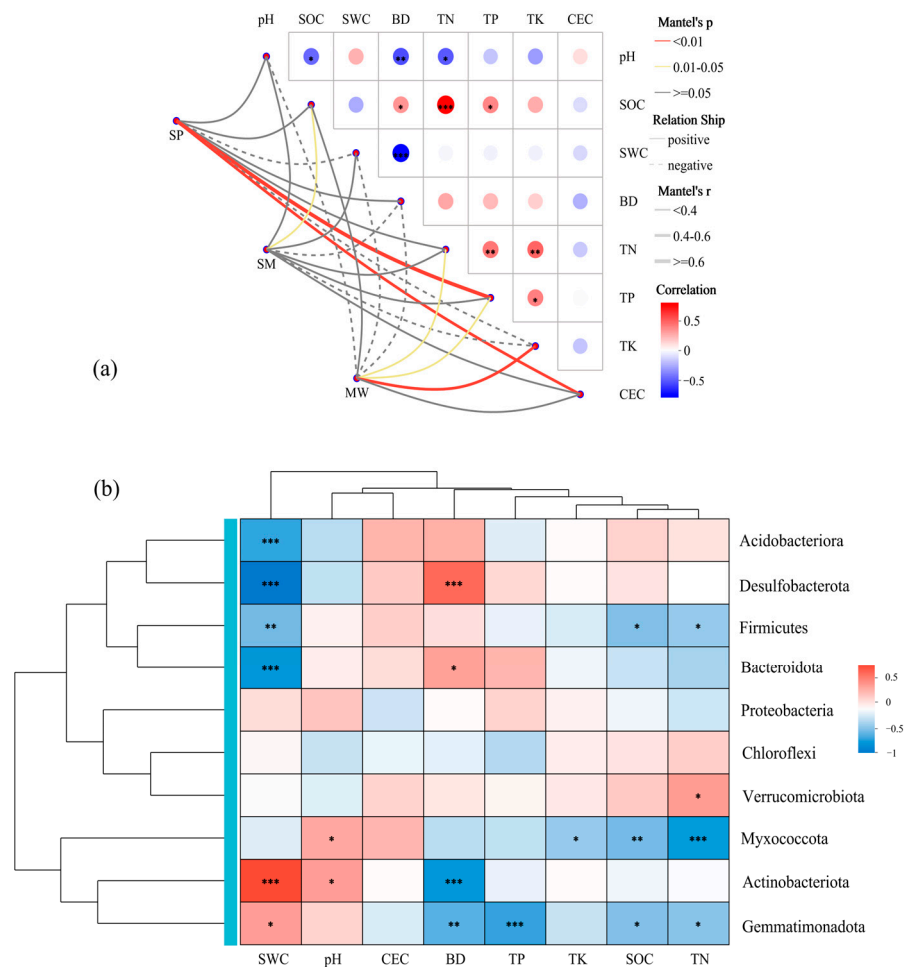 pH SOC SWC BD TN TP TK CEC
Mantel's p
<0.01
0.01-0.05
>=0.05
Relation Ship
positive
negative
Mantel's r
<0.4
0.4-0.6
>=0.6
Correlation
0.5
0
−0.5
* ** * pH
* *** * SOC
*** SWC
BD
** ** TN
* TP
TK
CEC
SP
SM
MW
(a)
(b)
*** Acidobacteriora
*** *** Desulfobacterota
** * * Firmicutes
*** * Bacteroidota
Proteobacteria
Chloroflexi
* Verrucomicrobiota
* * ** *** Myxococcota
*** * *** Actinobacteriota
* ** *** * * Gemmatimonadota
SWC pH CEC BD TP TK SOC TN
0.5
0
−0.5
−1